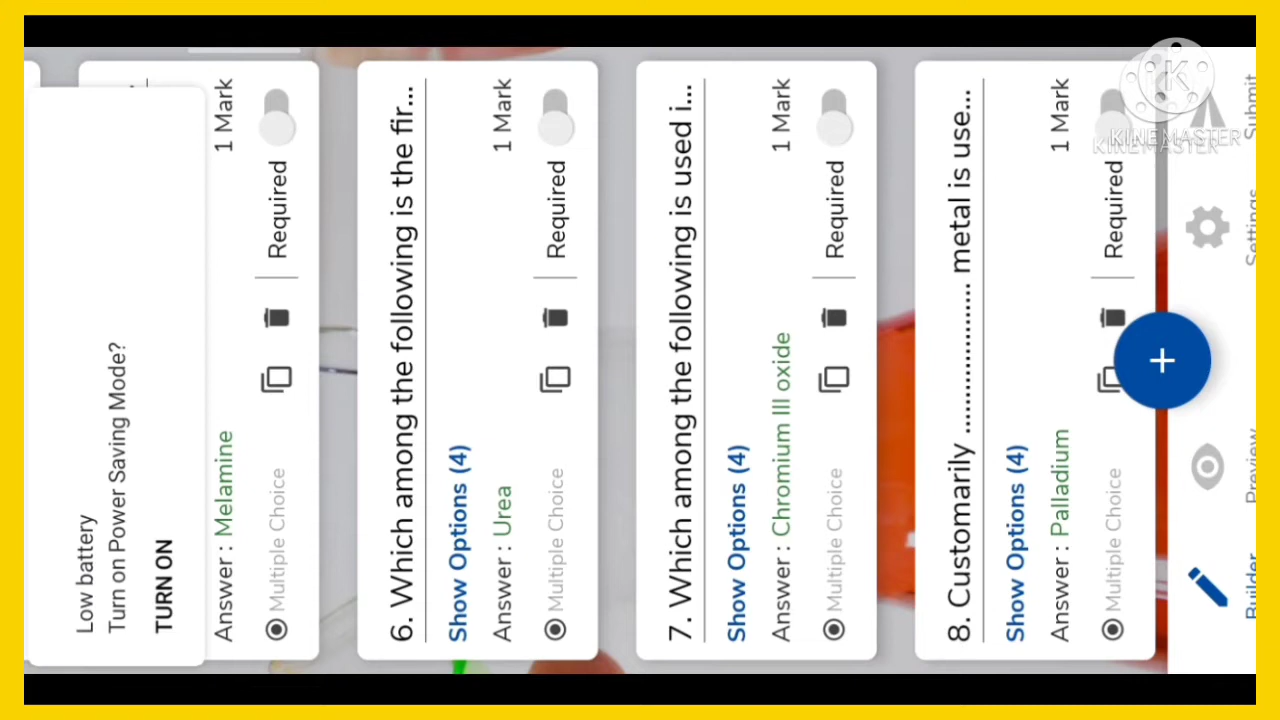 Low battery
Turn on Power Saving Mode?
TURN ON
1 Mark
Answer : Melamine
Multiple Choice
Required
6. Which among the following is the fir...
Show Options (4)
1 Mark
Answer : Urea
Multiple Choice
Required
7. Which among the following is used i...
Show Options (4)
1 Mark
Answer : Chromium III oxide
Multiple Choice
Required
8. Customarily ...................... metal is use...
Show Options (4)
1 Mark
Answer : Palladium
Multiple Choice
Required
+
Builder
Preview
Settings
Submit
K
KINEMASTER
KINEMASTER